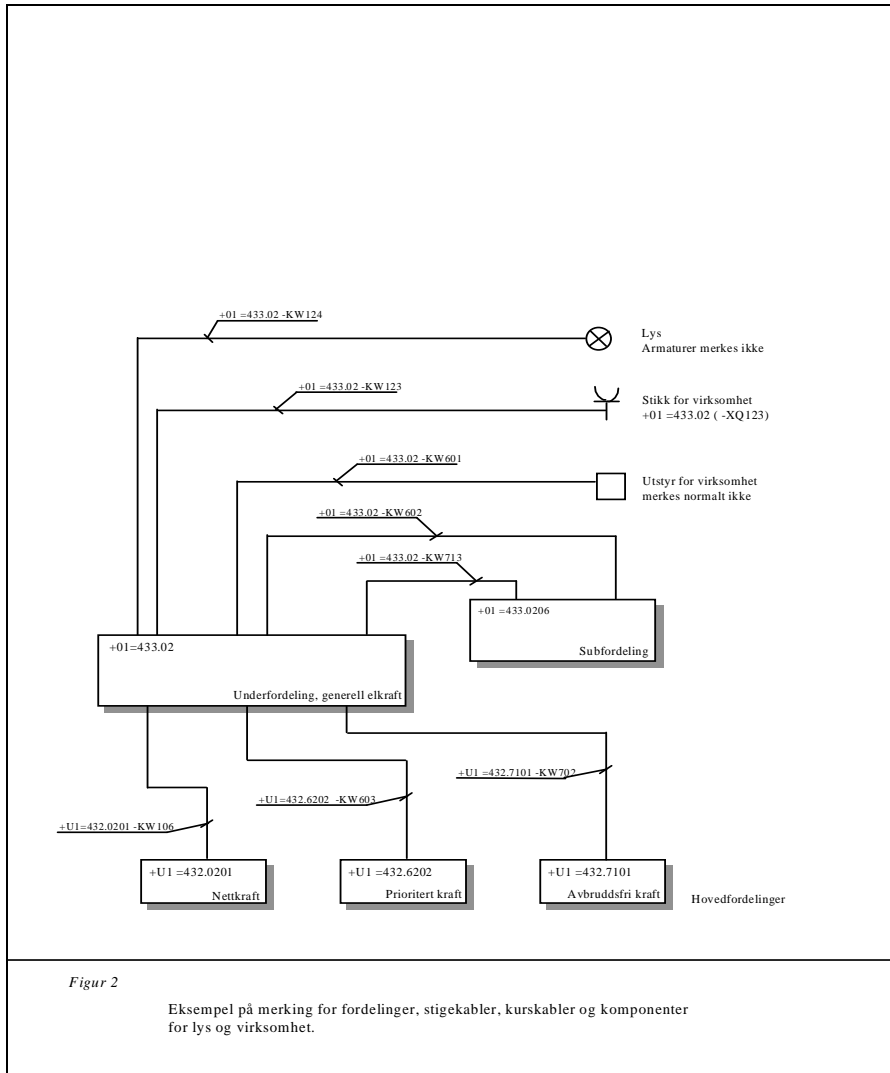 +01 =433.02 -KW124
Lys
Armaturer merkes ikke
+01 =433.02 -KW123
Stikk for virksomhet
+01 =433.02 ( -XQ123)
+01 =433.02 -KW601
Utstyr for virksomhet
merkes normalt ikke
+01 =433.02 -KW602
+01 =433.02 -KW713
+01 =433.0206
Subfordeling
+01=433.02
Underfordeling, generell elkraft
+U1 =432.7101 -KW702
+U1=432.6202 -KW603
+U1=432.0201 -KW106
+U1 =432.0201
Nettkraft
+U1 =432.6202
Prioritert kraft
+U1 =432.7101
Avbruddsfri kraft
Hovedfordelinger
Figur 2
Eksempel på merking for fordelinger, stigekabler, kurskabler og komponenter
for lys og virksomhet.